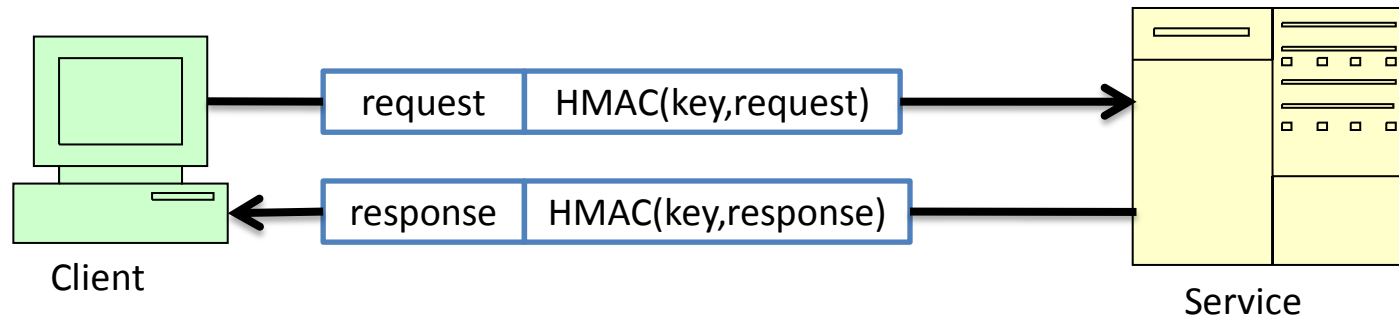 request HMAC(key,request)
response HMAC(key,response)
Client
Service